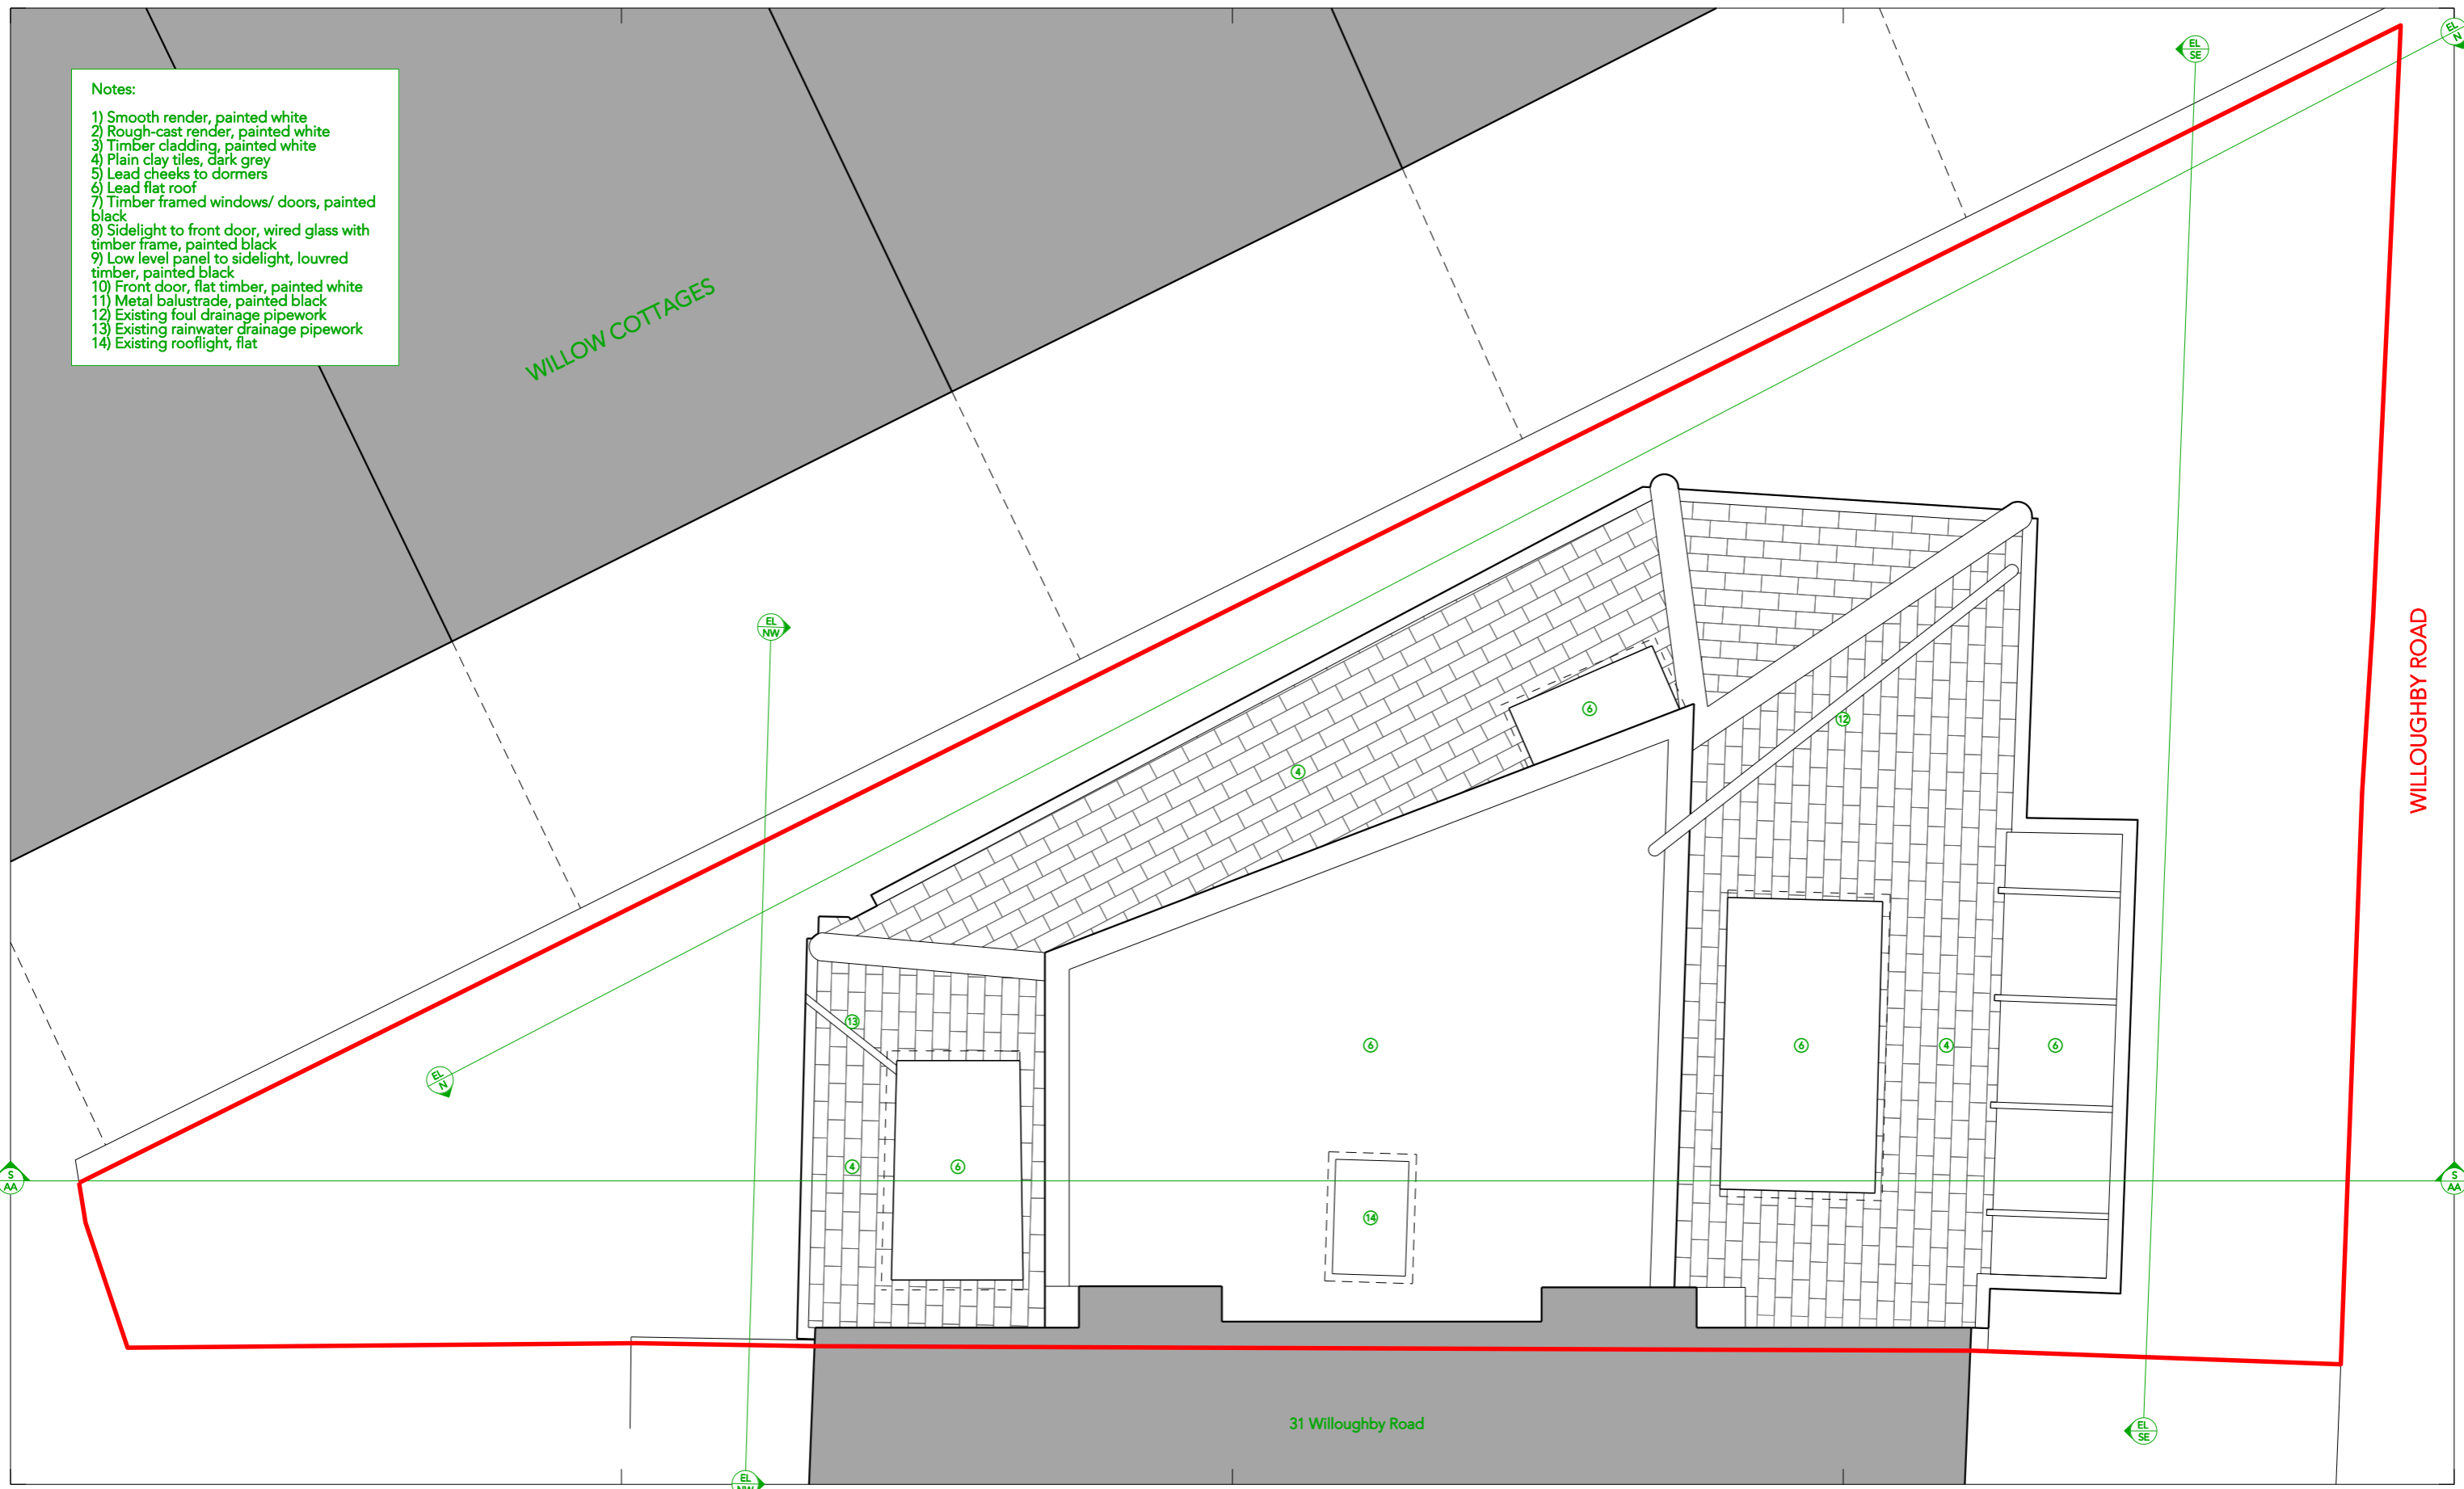 EL
N
EL
SE
Notes:
1) Smooth render, painted white
2) Rough-cast render, painted white
3) Timber cladding, painted white
4) Plain clay tiles, dark grey
5) Lead cheeks to dormers
6) Lead flat roof
7) Timber framed windows/ doors, painted
black
8) Sidelight to front door, wired glass with
timber frame, painted black
9) Low level panel to sidelight, louvred
timber, painted black
10) Front door, flat timber, painted white
11) Metal balustrade, painted black
12) Existing foul drainage pipework
13) Existing rainwater drainage pipework
14) Existing rooflight, flat
WILLOW COTTAGES
EL
NW
WILLOUGHBY ROAD
6
12
4
13
6
6
4
6
EL
N
4
6
S
AA
S
AA
14
31 Willoughby Road
EL
SE
EL
NW